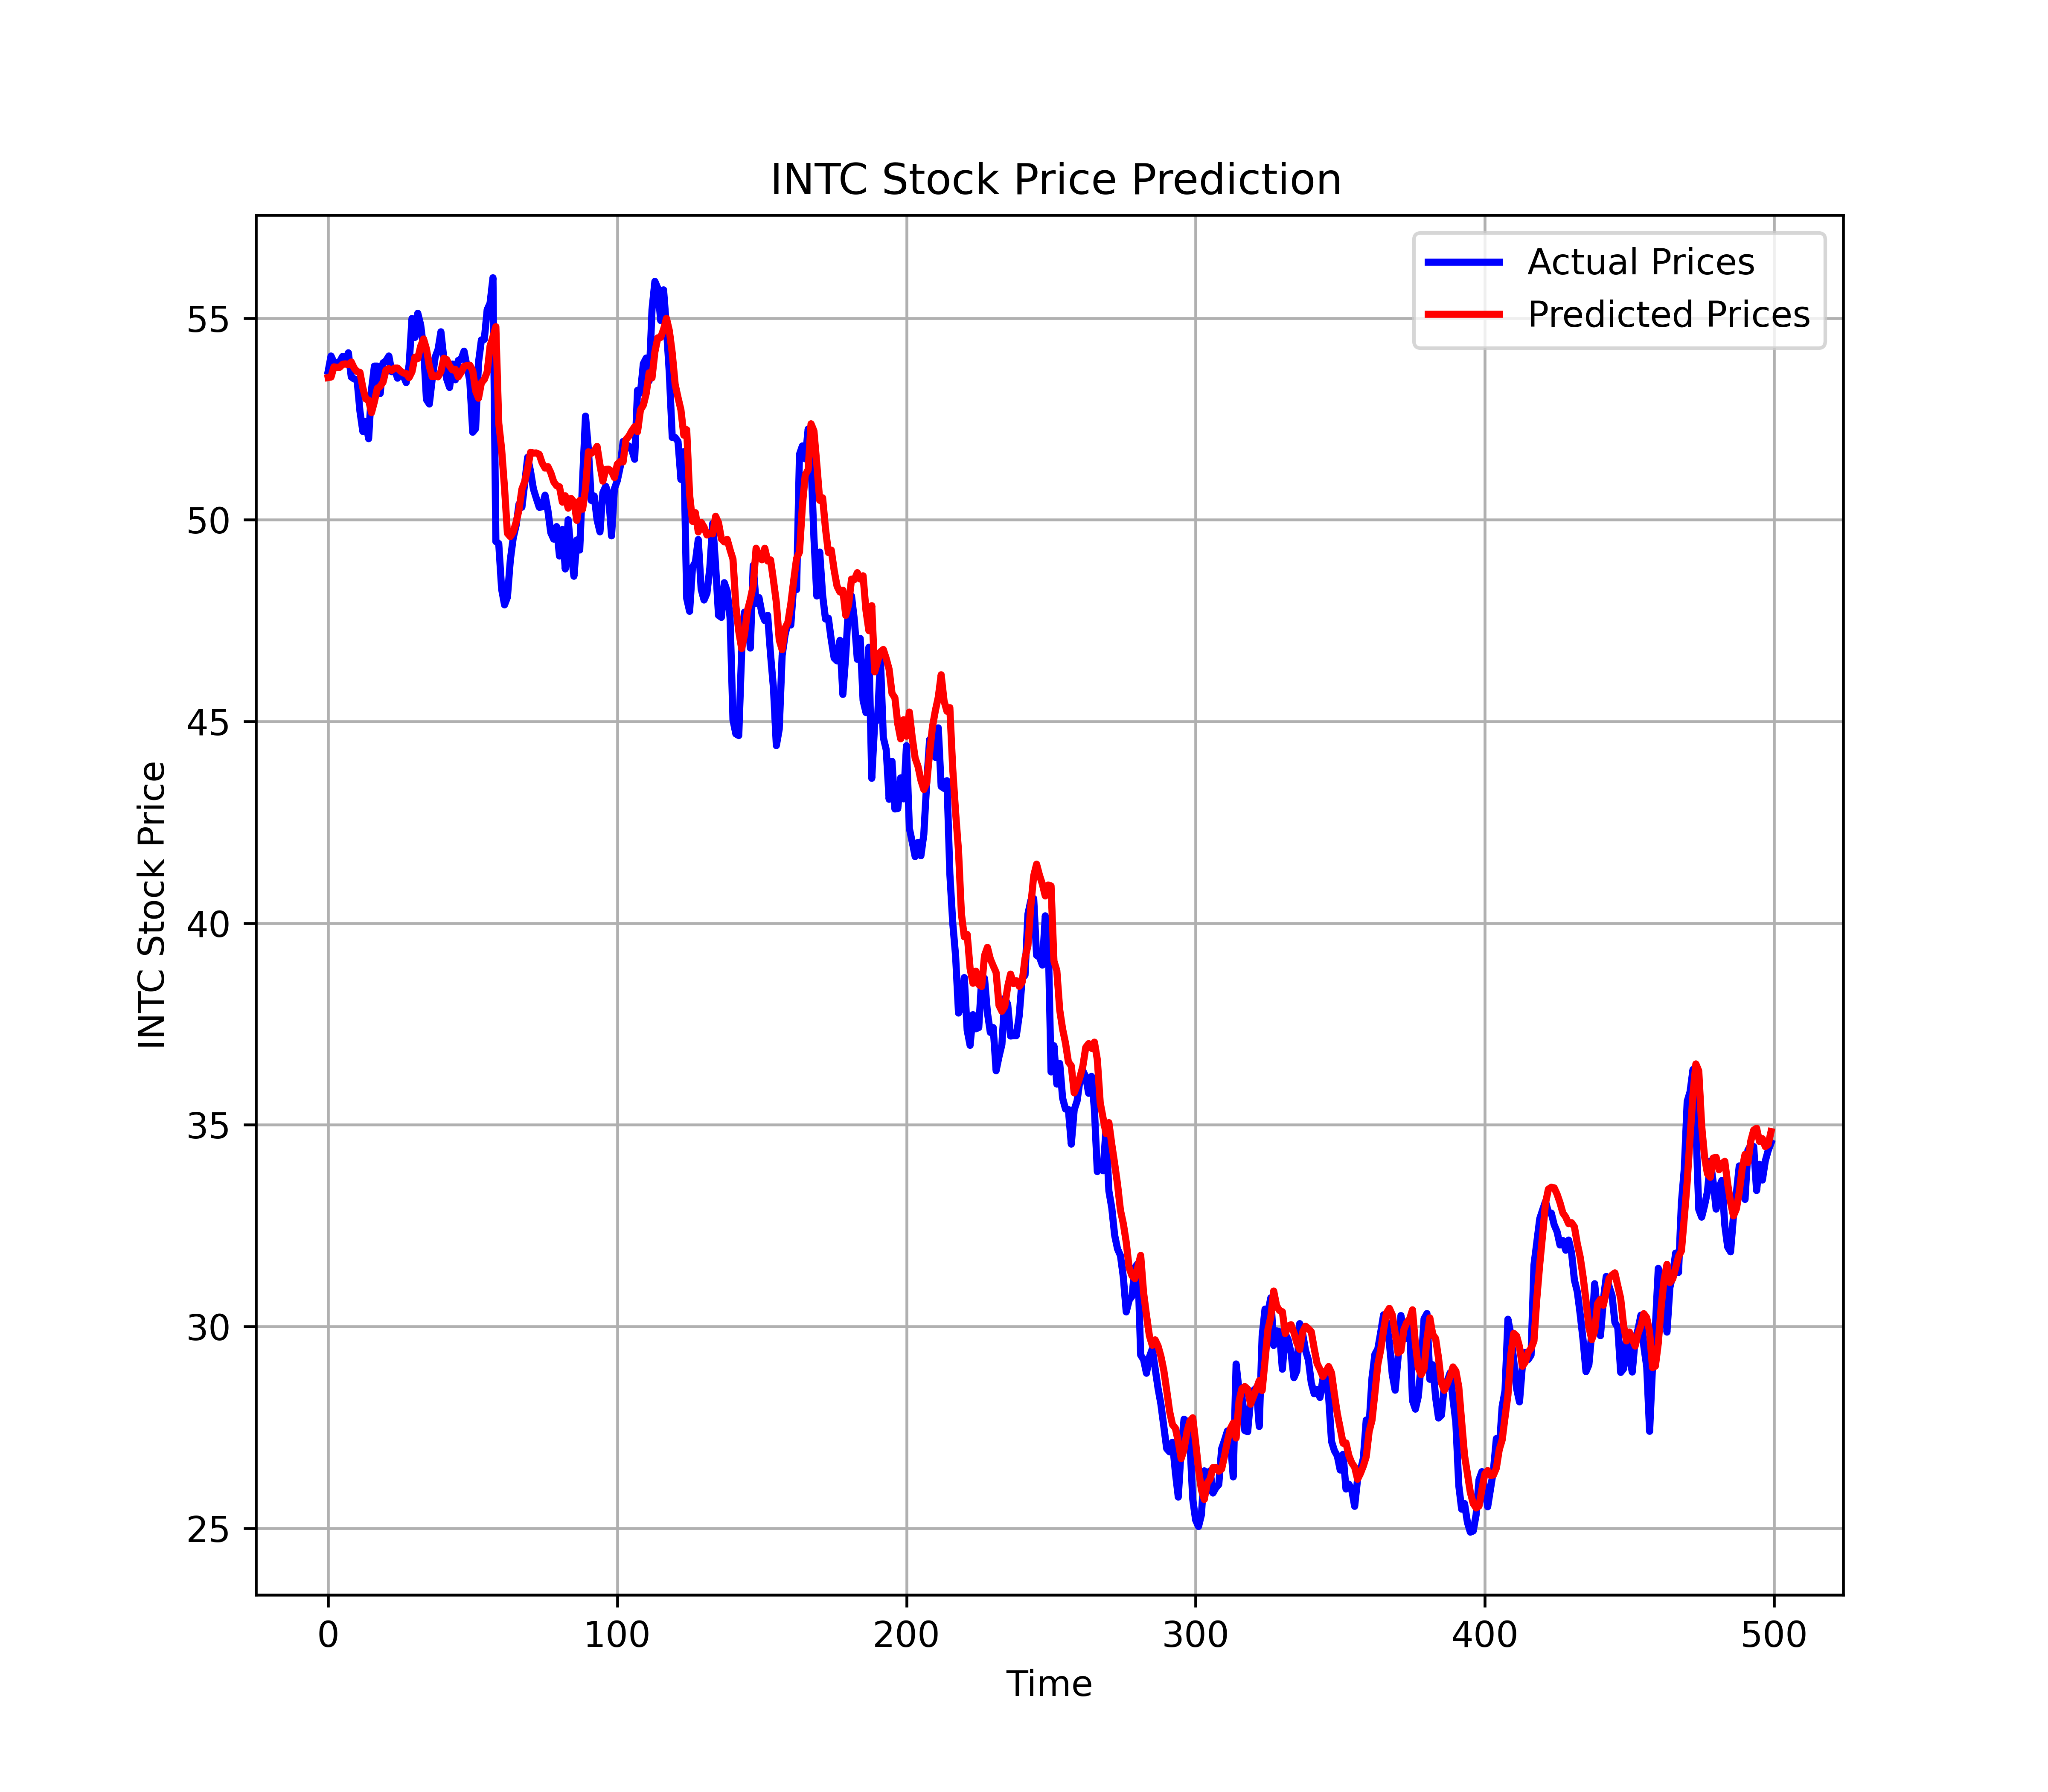 INTC Stock Price Prediction
Actual Prices
Predicted Prices
INTC Stock Price
55
50
45
40
35
30
25
0 100 200 300 400 500
Time